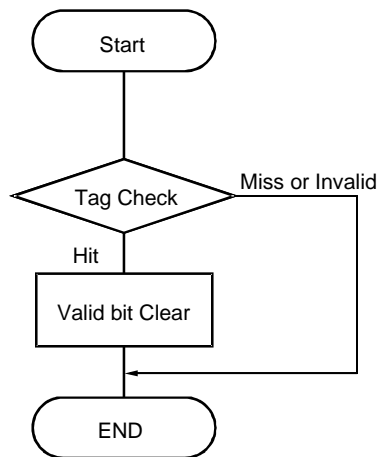 Start
Tag Check
Miss or Invalid
Hit
Valid bit Clear
END